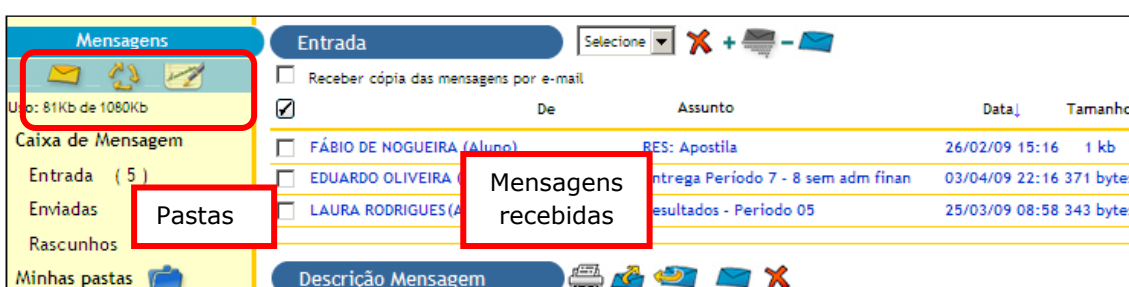 Mensagens
Entrada
Selecione
Receber cópia das mensagens por e-mail
Uso: 81Kb de 1080Kb
De Assunto Data↓ Tamanho
Caixa de Mensagem
FÁBIO DE NOGUEIRA (Aluno) RES: Apostila 26/02/09 15:16 1 kb
Entrada ( 5 )
EDUARDO OLIVEIRA ntrega Período 7 - 8 sem adm finan 03/04/09 22:16 371 byte
Enviadas
LAURA RODRIGUES(A esultados - Periodo 05 25/03/09 08:58 343 byte
Pastas
Mensagens
recebidas
Rascunhos
Minhas pastas
Descrição Mensagem